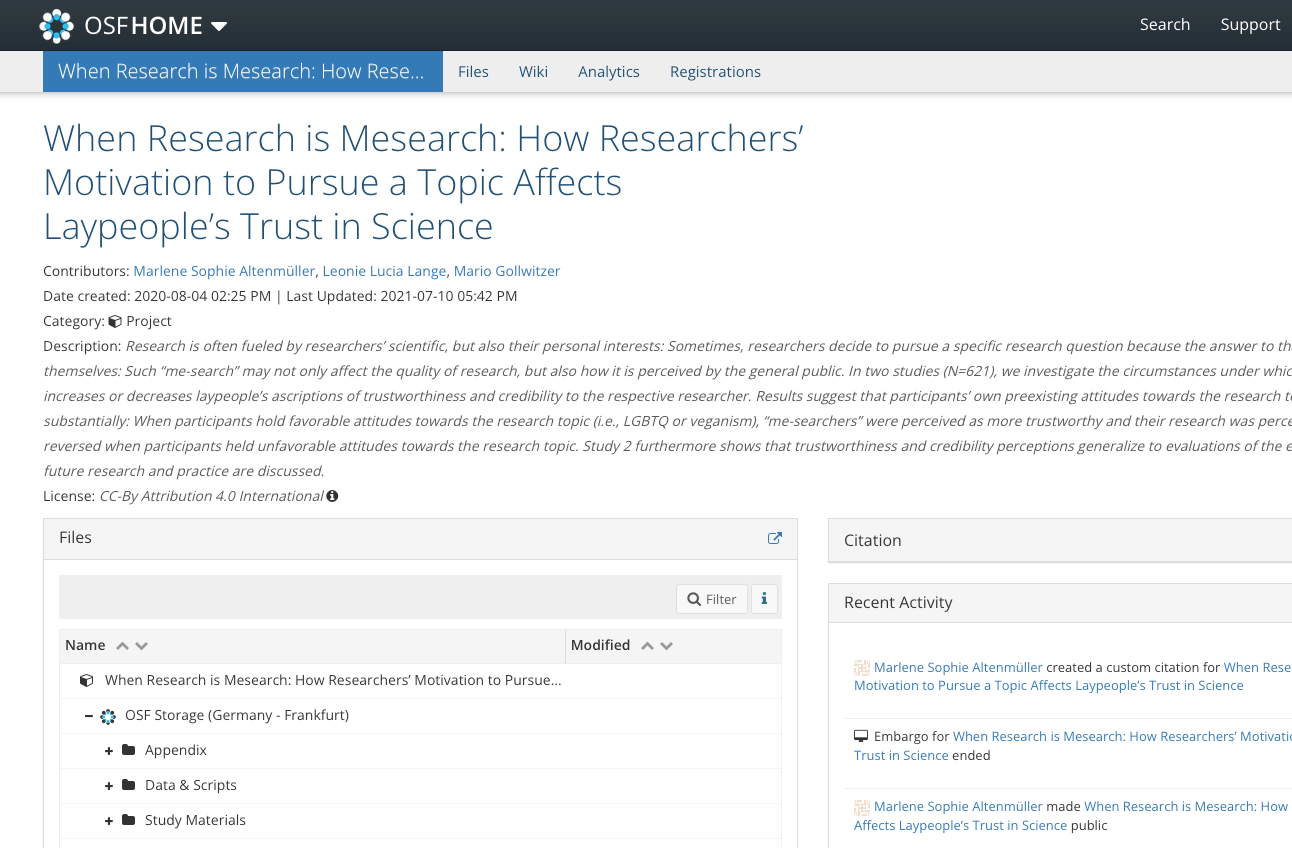 OSFHOME
Search
Support
When Research is Mesearch: How Rese...
Files
Wiki
Analytics
Registrations
When Research is Mesearch: How Researchers’
Motivation to Pursue a Topic Affects
Laypeople’s Trust in Science
Contributors: Marlene Sophie Altenmüller, Leonie Lucia Lange, Mario Gollwitzer
Date created: 2020-08-04 02:25 PM | Last Updated: 2021-07-10 05:42 PM
Category: Project
Description: Research is often fueled by researchers’ scientific, but also their personal interests: Sometimes, researchers decide to pursue a specific research question because the answer to
themselves: Such “me-search” may not only affect the quality of research, but also how it is perceived by the general public. In two studies (N=621), we investigate the circumstances under
increases or decreases laypeople’s ascriptions of trustworthiness and credibility to the respective researcher. Results suggest that participants’ own preexisting attitudes towards the research
substantially: When participants hold favorable attitudes towards the research topic (i.e., LGBTQ or veganism), “me-searchers” were perceived as more trustworthy and their research was
reversed when participants held unfavorable attitudes towards the research topic. Study 2 furthermore shows that trustworthiness and credibility perceptions generalize to evaluations of the
future research and practice are discussed.
License: CC-By Attribution 4.0 International
Files
Filter
Name
Modified
When Research is Mesearch: How Researchers’ Motivation to Pursue...
OSF Storage (Germany - Frankfurt)
Appendix
Data & Scripts
Study Materials
Citation
Recent Activity
Marlene Sophie Altenmüller created a custom citation for When
Motivation to Pursue a Topic Affects Laypeople’s Trust in Science
Embargo for When Research is Mesearch: How Researchers’
Trust in Science ended
Marlene Sophie Altenmüller made When Research is Mesearch: How
Affects Laypeople’s Trust in Science public